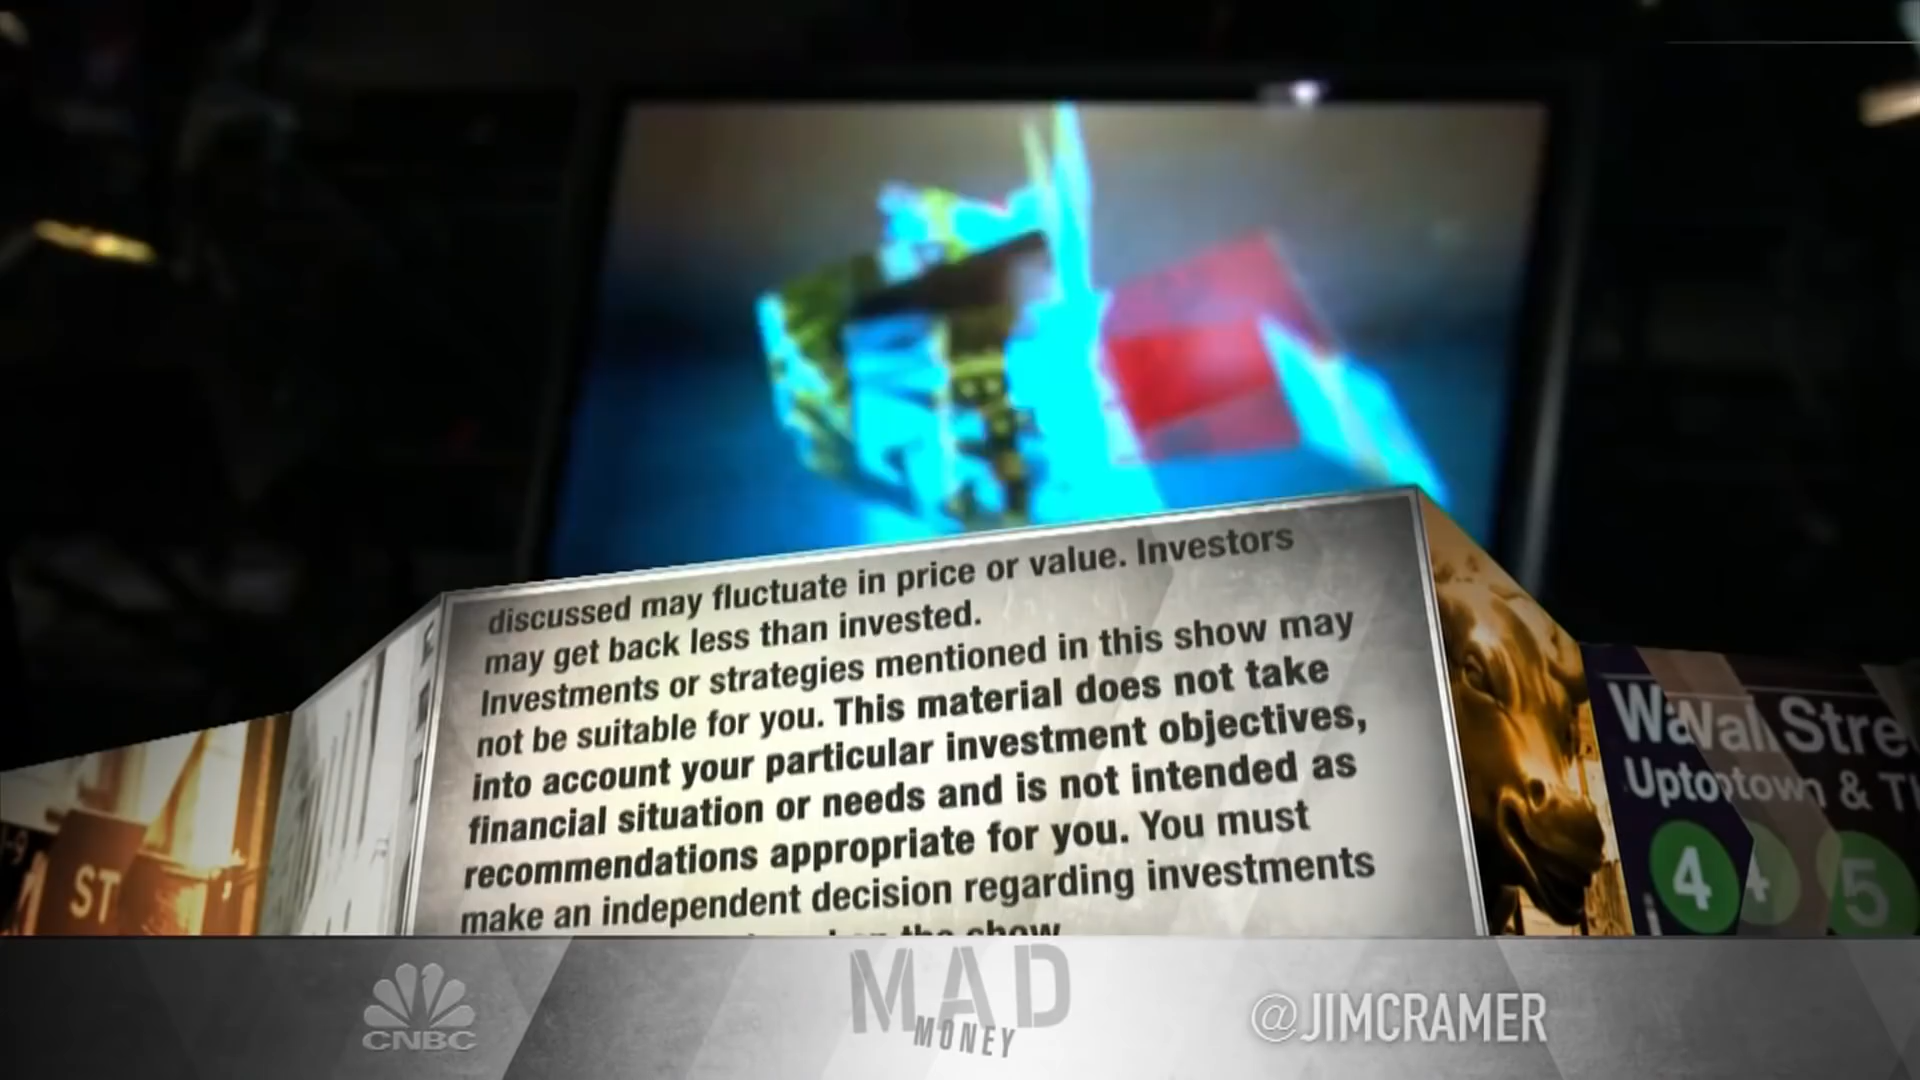 discussed may fluctuate in price or value. Investors
may get back less than invested.
Investments or strategies mentioned in this show may
not be suitable for you. This material does not take
into account your particular investment objectives,
financial situation or needs and is not intended as
recommendations appropriate for you. You must
make an independent decision regarding investments
the show
ST
Wall Stre
Uptown & Th
4
4
5
CNBC
MAD
MONEY
@JIMCRAMER